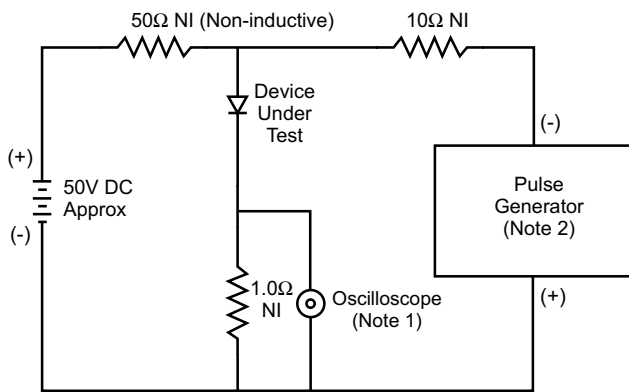 50Ω NI (Non-inductive)
10Ω NI
Device
Under
Test
(-)
(+)
50V DC
Approx
(-)
Pulse
Generator
(Note 2)
1.0Ω
NI
Oscilloscope
(Note 1)
(+)